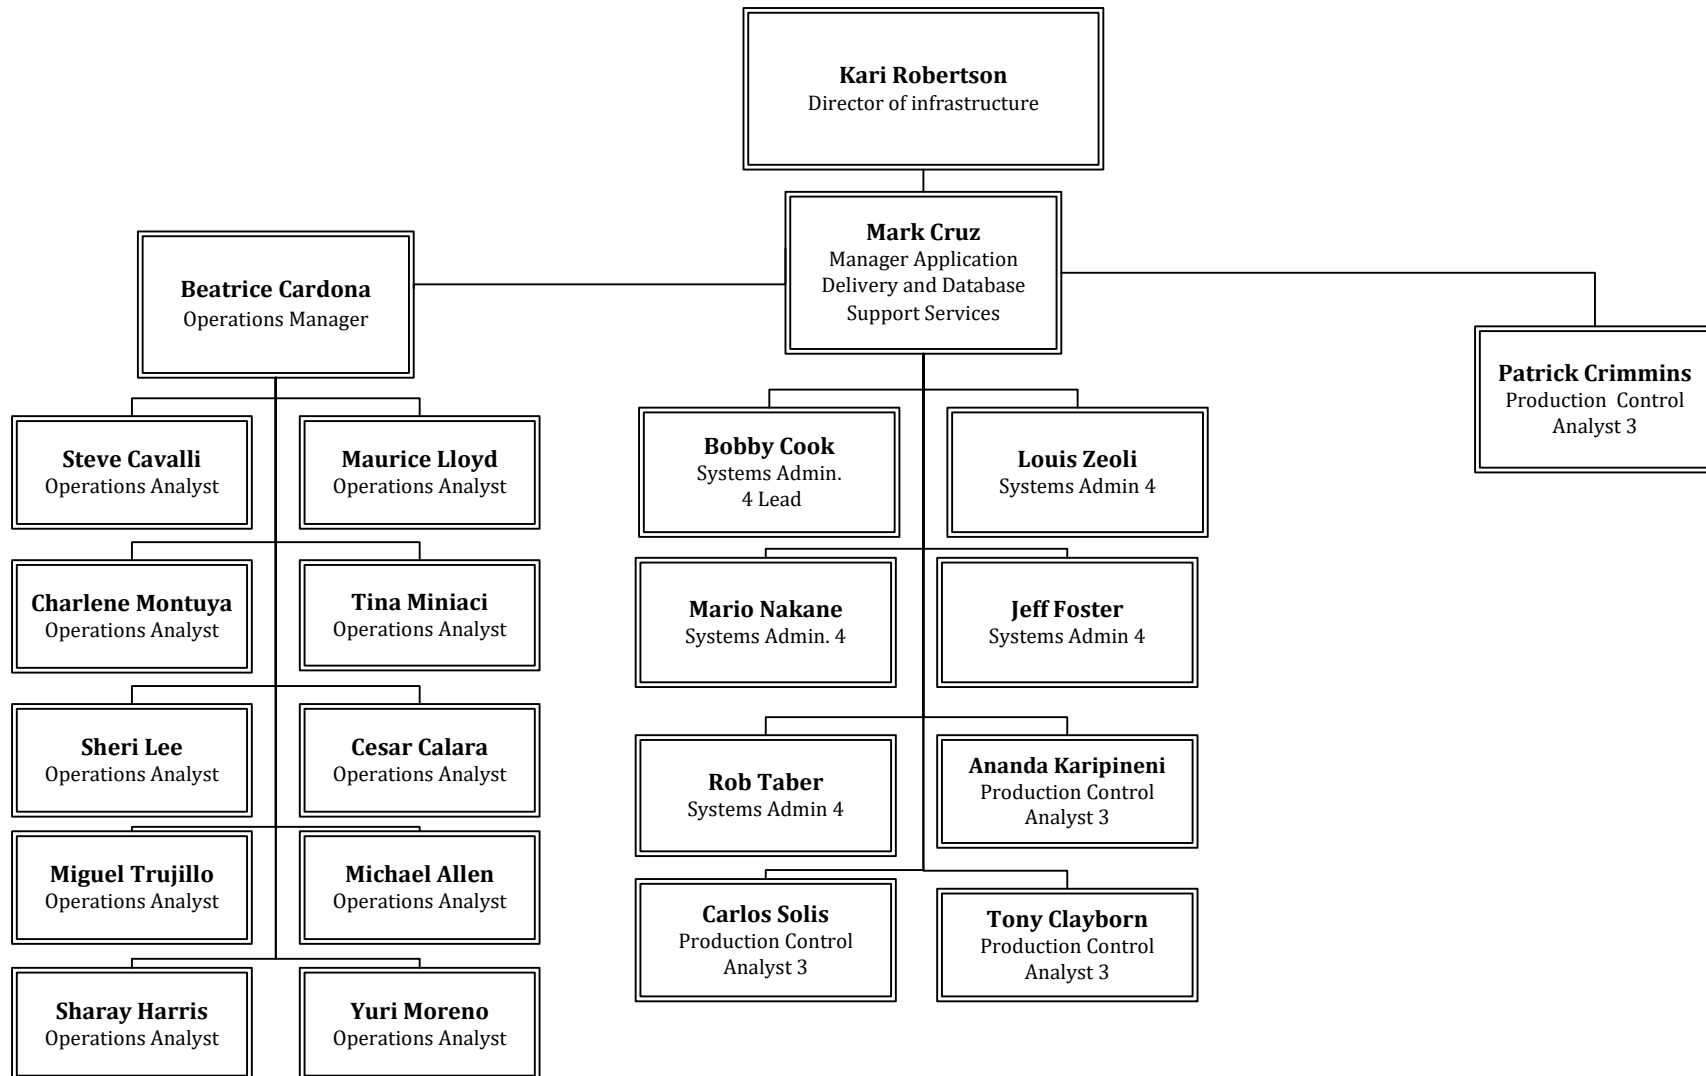 Kari Robertson
Director of infrastructure
Mark Cruz
Manager Application
Delivery and Database
Support Services
Beatrice Cardona
Operations Manager
Patrick Crimmins
Production  Control
Analyst 3
Steve Cavalli
Operations Analyst
Maurice Lloyd
Operations Analyst
Charlene Montuya
Operations Analyst
Tina Miniaci
Operations Analyst
Sheri Lee
Operations Analyst
Cesar Calara
Operations Analyst
Miguel Trujillo
Operations Analyst
Michael Allen
Operations Analyst
Sharay Harris
Operations Analyst
Yuri Moreno
Operations Analyst
Bobby Cook
Systems Admin.
4 Lead
Louis Zeoli
Systems Admin 4
Mario Nakane
Systems Admin. 4
Jeff Foster
Systems Admin 4
Rob Taber
Systems Admin 4
Ananda Karipineni
Production Control
Analyst 3
Carlos Solis
Production Control
Analyst 3
Tony Clayborn
Production Control
Analyst 3